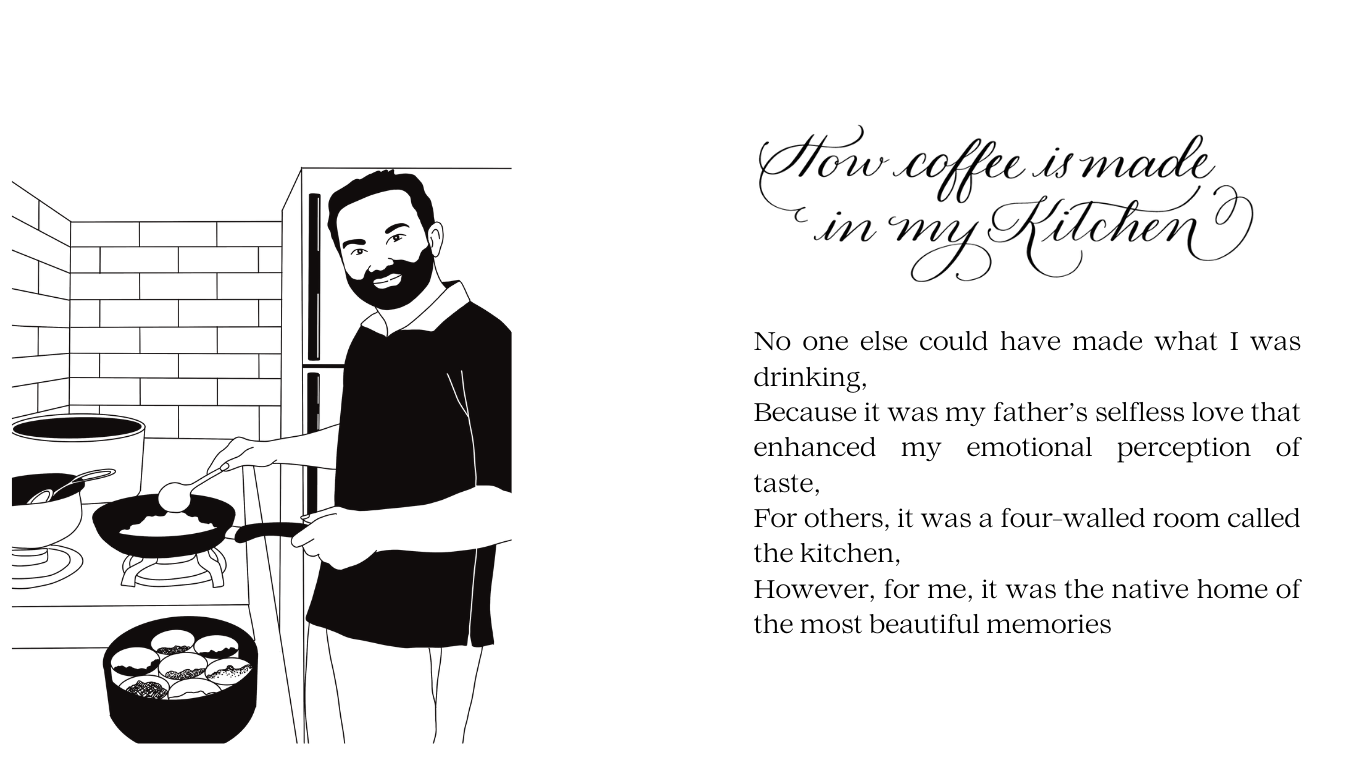 How coffee is made
in my Kitchen
No one else could have made what I was
drinking,
Because it was my father’s selfless love that
enhanced my emotional perception of
taste,
For others, it was a four-walled room called
the kitchen,
However, for me, it was the native home of
the most beautiful memories